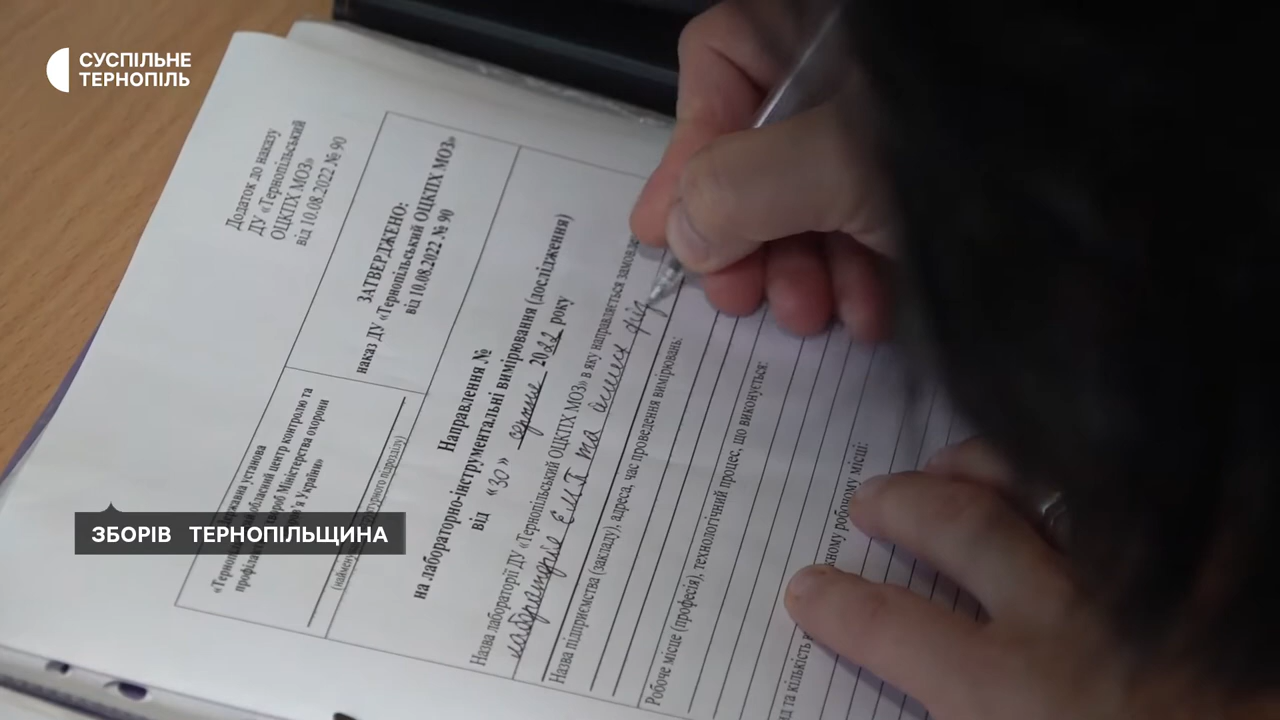 СУСПІЛЬНЕ
ТЕРНОПІЛЬ
Додаток до наказу
ДУ «Тернопільський
ОЦКПХ МОЗ»
від 10.08.2022 № 90
ЗАТВЕРДЖЕНО:
наказ ДУ «Тернопільський ОЦКПХ МОЗ»
від 10.08.2022 № 90
Державна установа
обласний центр контролю та
Міністерства охорони
України»
Направлення №
на лабораторно-інструментальні вимірювання (дослідження)
від «30» серпня 2022 року
Назва лабораторії ДУ «Тернопільський ОЦКПХ МОЗ» в яку направляється
лабораторія ЕМП та інших фіз
Назва підприємства (закладу), адреса, час проведення вимірювань:
Робоче місце (професія), технологічний процес, що виконується:
та кількість
робочому місці:
ЗБОРІВ ТЕРНОПІЛЬЩИНА